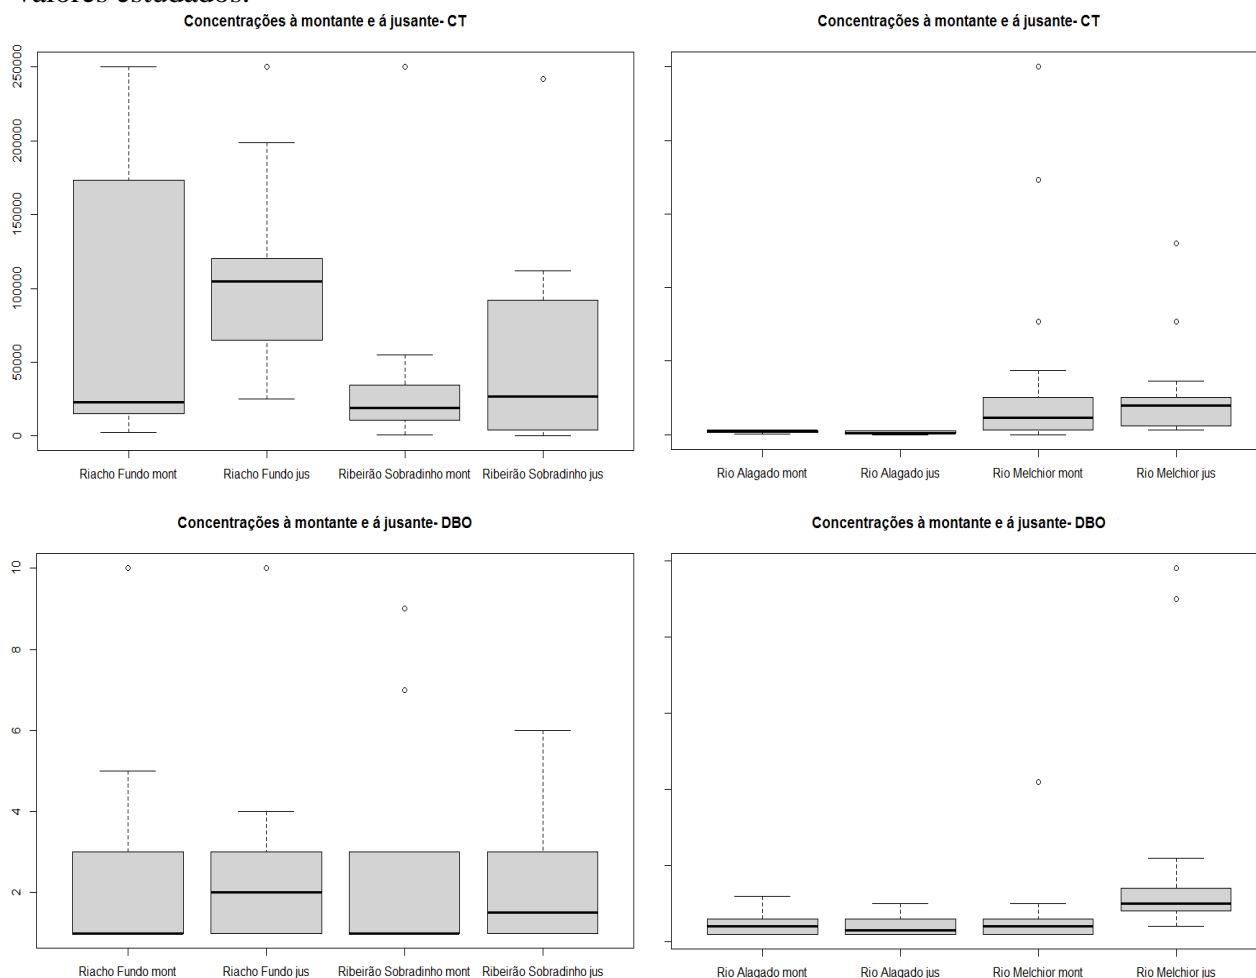 valores estudados.
Concentrações à montante e á jusante- CT
250000
200000
150000
100000
50000
0
Riacho Fundo mont
Riacho Fundo jus
Ribeirão Sobradinho mont
Ribeirão Sobradinho jus
Concentrações à montante e á jusante- CT
Rio Alagado mont
Rio Alagado jus
Rio Melchior mont
Rio Melchior jus
Concentrações à montante e á jusante- DBO
10
8
6
4
2
Riacho Fundo mont
Riacho Fundo jus
Ribeirão Sobradinho mont
Ribeirão Sobradinho jus
Concentrações à montante e á jusante- DBO
Rio Alagado mont
Rio Alagado jus
Rio Melchior mont
Rio Melchior jus